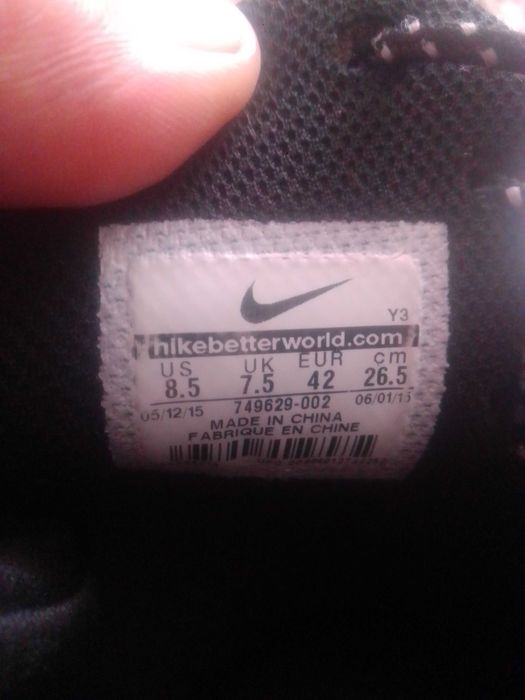 Y3
nikebetterworld.com
US UK EUR cm
8.5 7.5 42 26.5
05/12/15 749629-002 06/01/15
MADE IN CHINA
FABRIQUE EN CHINE